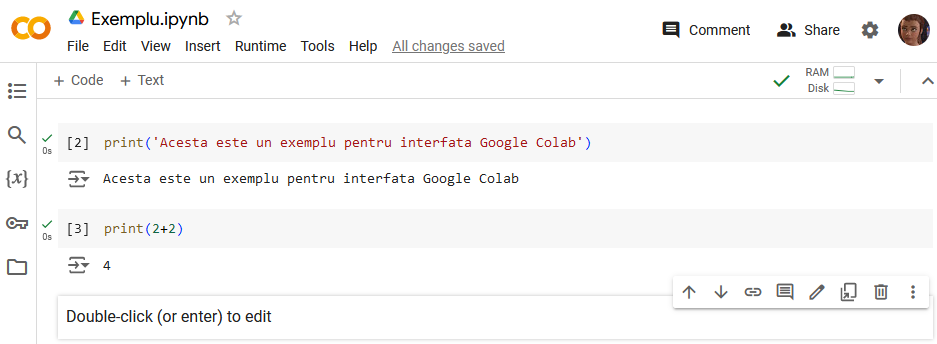 Exemplu.ipynb
File Edit View Insert Runtime Tools Help All changes saved
Comment Share
+ Code + Text
RAM
Disk
0s
[2] print('Acesta este un exemplu pentru interfata Google Colab')
Acesta este un exemplu pentru interfata Google Colab
{x}
0s
[3] print(2+2)
4
Double-click (or enter) to edit